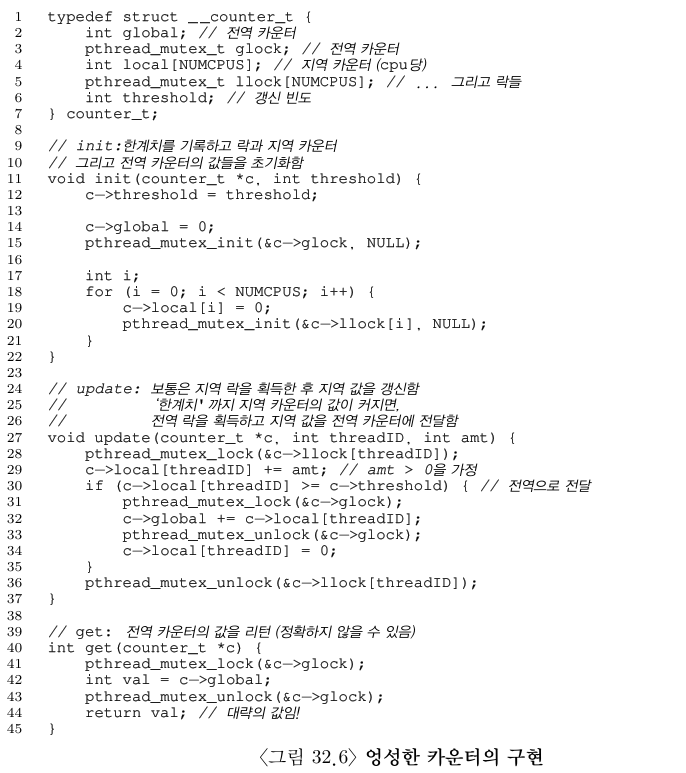 1 typedef struct __counter_t {
2 int global; // 전역 카운터
3 pthread_mutex_t glock; // 전역 카운터
4 int local[NUMCPUS]; // 지역 카운터 (cpu당)
5 pthread_mutex_t llock[NUMCPUS]; // ... 그리고 락들
6 int threshold; // 갱신 빈도
7 } counter_t;
8
9 // init:한계치를 기록하고 락과 지역 카운터
10 // 그리고 전역 카운터의 값들을 초기화함
11 void init(counter_t *c, int threshold) {
12 c->threshold = threshold;
13
14 c->global = 0;
15 pthread_mutex_init(&c->glock, NULL);
16
17 int i;
18 for (i = 0; i < NUMCPUS; i++) {
19 c->local[i] = 0;
20 pthread_mutex_init(&c->llock[i], NULL);
21 }
22 }
23
24 // update: 보통은 지역 락을 획득한 후 지역 값을 갱신함
25 // '한계치' 까지 지역 카운터의 값이 커지면,
26 // 전역 락을 획득하고 지역 값을 전역 카운터에 전달함
27 void update(counter_t *c, int threadID, int amt) {
28 pthread_mutex_lock(&c->llock[threadID]);
29 c->local[threadID] += amt; // amt > 0을 가정
30 if (c->local[threadID] >= c->threshold) { // 전역으로 전달
31 pthread_mutex_lock(&c->glock);
32 c->global += c->local[threadID];
33 pthread_mutex_unlock(&c->glock);
34 c->local[threadID] = 0;
35 }
36 pthread_mutex_unlock(&c->llock[threadID]);
37 }
38
39 // get: 전역 카운터의 값을 리턴 (정확하지 않을 수 있음)
40 int get(counter_t *c) {
41 pthread_mutex_lock(&c->glock);
42 int val = c->global;
43 pthread_mutex_unlock(&c->glock);
44 return val; // 대략의 값임!
45 }
〈그림 32.6〉 엉성한 카운터의 구현